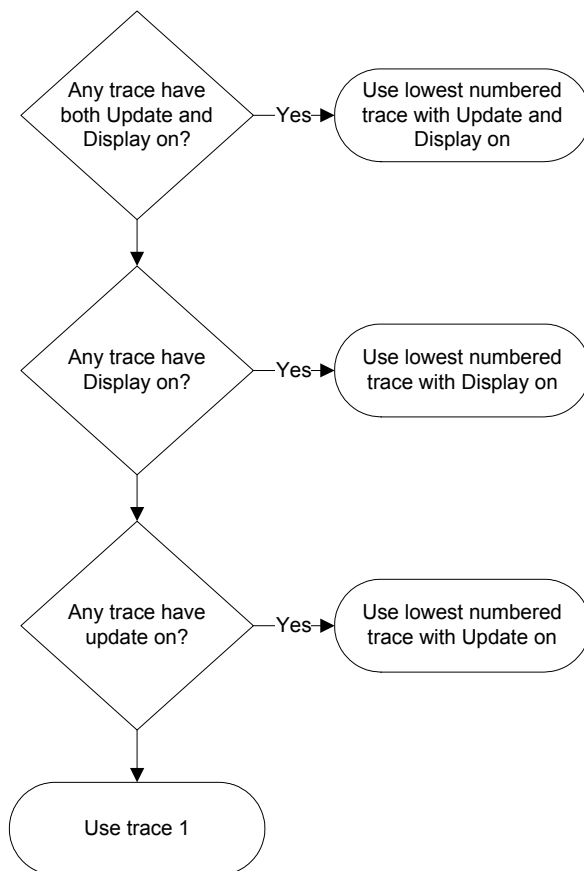 Any trace have
both Update and
Display on?
Yes
Use lowest numbered
trace with Update and
Display on
Any trace have
Display on?
Yes
Use lowest numbered
trace with Display on
Any trace have
update on?
Yes
Use lowest numbered
trace with Update on
Use trace 1